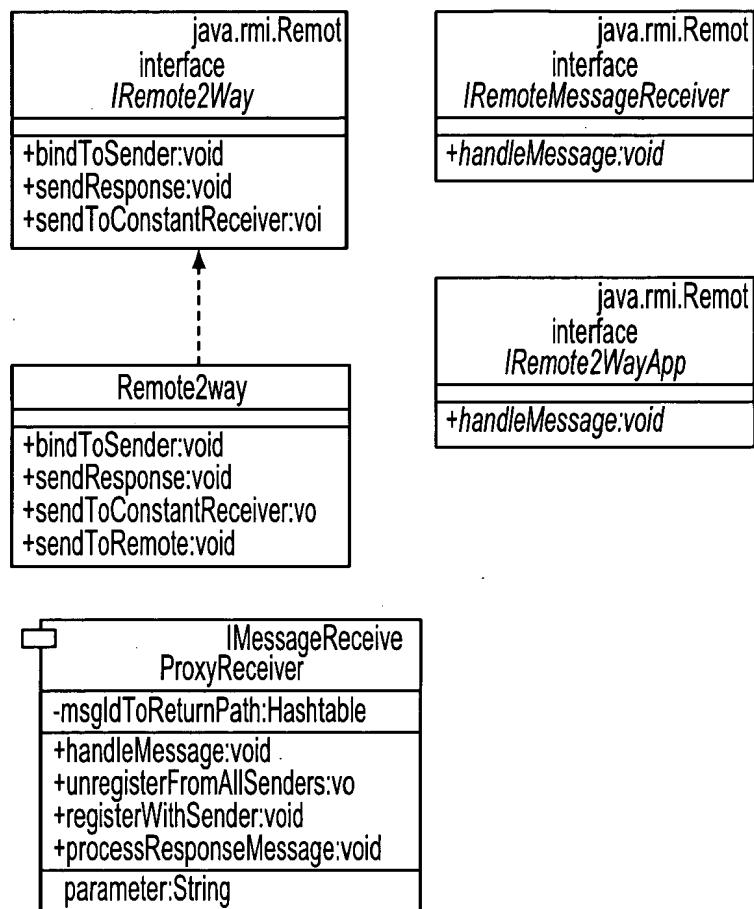 java.rmi.Remot
interface
IRemote2Way
+bindToSender:void
+sendResponse:void
+sendToConstantReceiver:voi
java.rmi.Remot
interface
IRemoteMessageReceiver
+handleMessage:void
Remote2way
+bindToSender:void
+sendResponse:void
+sendToConstantReceiver:vo
+sendToRemote:void
java.rmi.Remot
interface
IRemote2WayApp
+handleMessage:void
IMessageReceive
ProxyReceiver
-msgIdToReturnPath:Hashtable
+handleMessage:void
+unregisterFromAllSenders:vo
+registerWithSender:void
+processResponseMessage:void
parameter:String